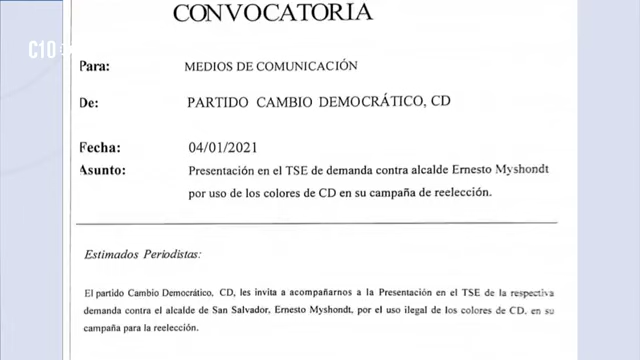 CONVOCATORIA
C10
Para: MEDIOS DE COMUNICACIÓN
De: PARTIDO CAMBIO DEMOCRÁTICO, CD
Fecha: 04/01/2021
Asunto: Presentación en el TSE de demanda contra alcalde Ernesto Myshondt
por uso de los colores de CD en su campaña de reelección.
Estimados Periodistas:
El partido Cambio Democrático, CD, les invita a acompañarnos a la Presentación en el TSE de la respectiva
demanda contra el alcalde de San Salvador, Ernesto Myshondt, por el uso ilegal de los colores de CD. en su
campaña para la reelección.